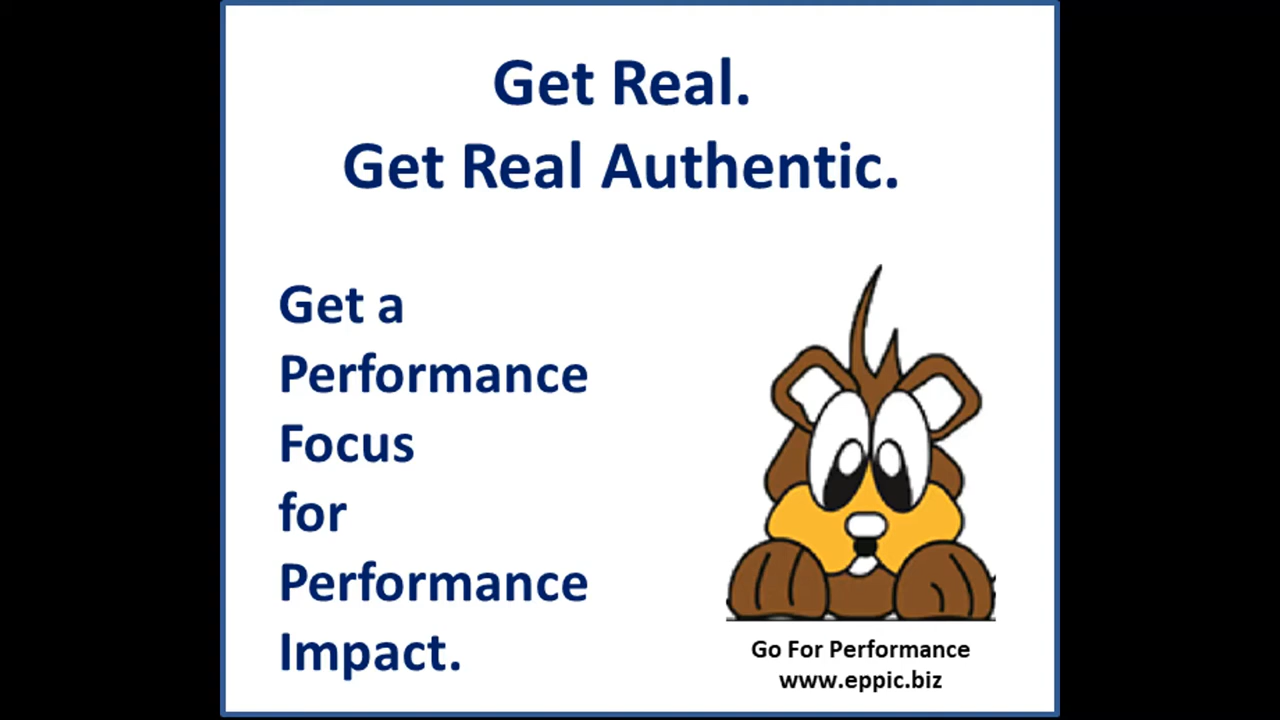 Get Real.
Get Real Authentic.
Get a
Performance
Focus
for
Performance
Impact.
Go For Performance
www.eppic.biz